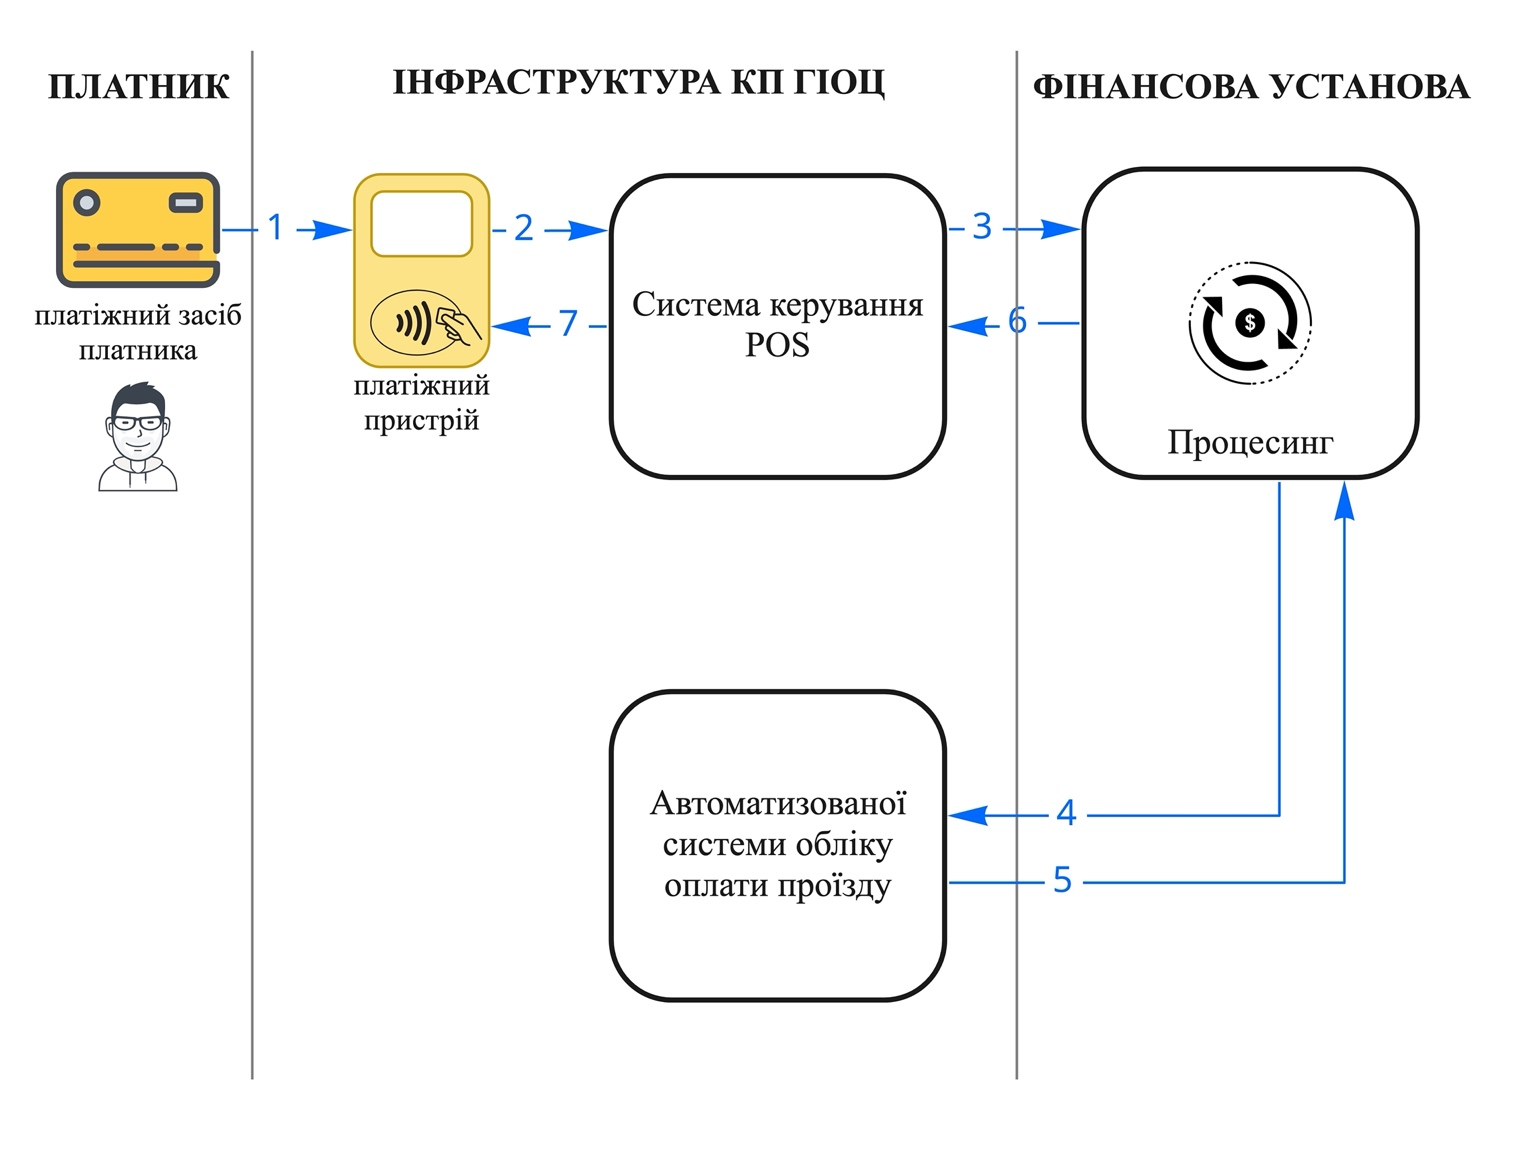 ПЛАТНИК
ІНФРАСТРУКТУРА КП ГІОЦ
ФІНАНСОВА УСТАНОВА
платіжний засіб
платника
1
платіжний
пристрій
2
7
Система керування
POS
3
6
$
Процесинг
4
5
Автоматизованої
системи обліку
оплати проїзду